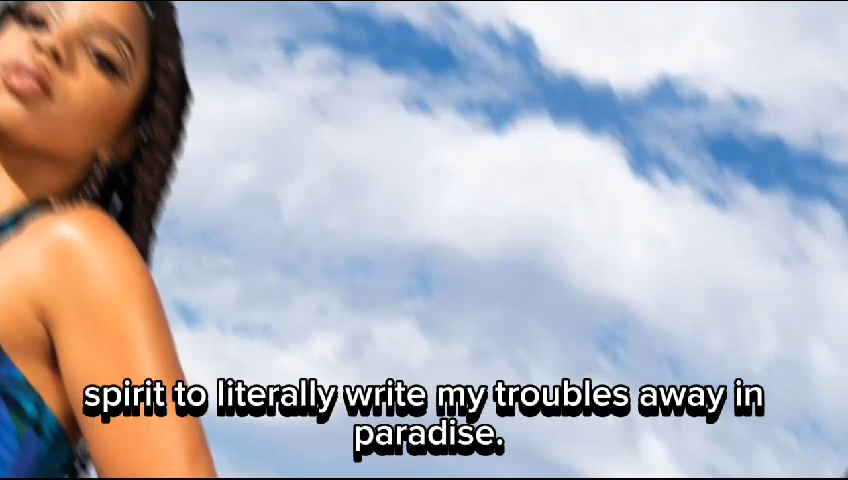 spirit to literally write my troubles away in
paradise.